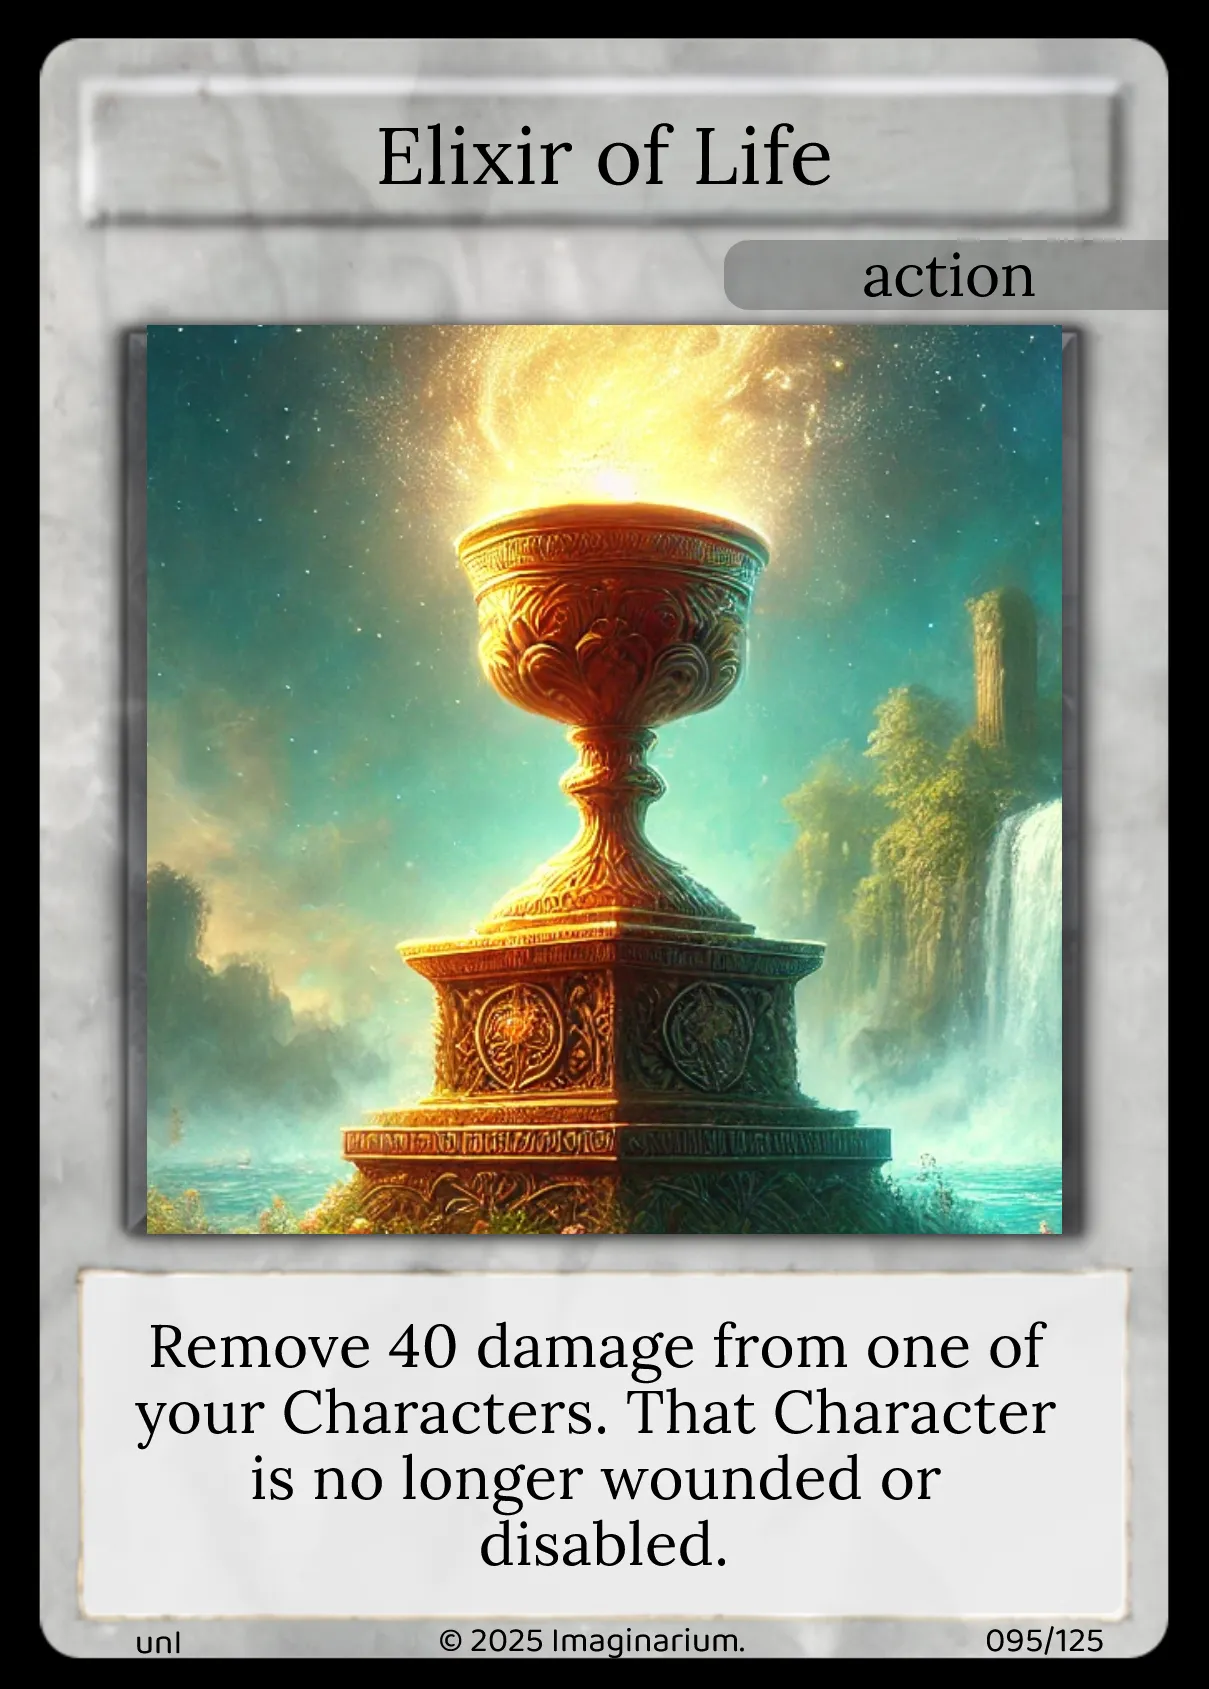 Elixir of Life
action
Remove 40 damage from one of
your Characters. That Character
is no longer wounded or
disabled.
unl
© 2025 Imaginarium.
095/125